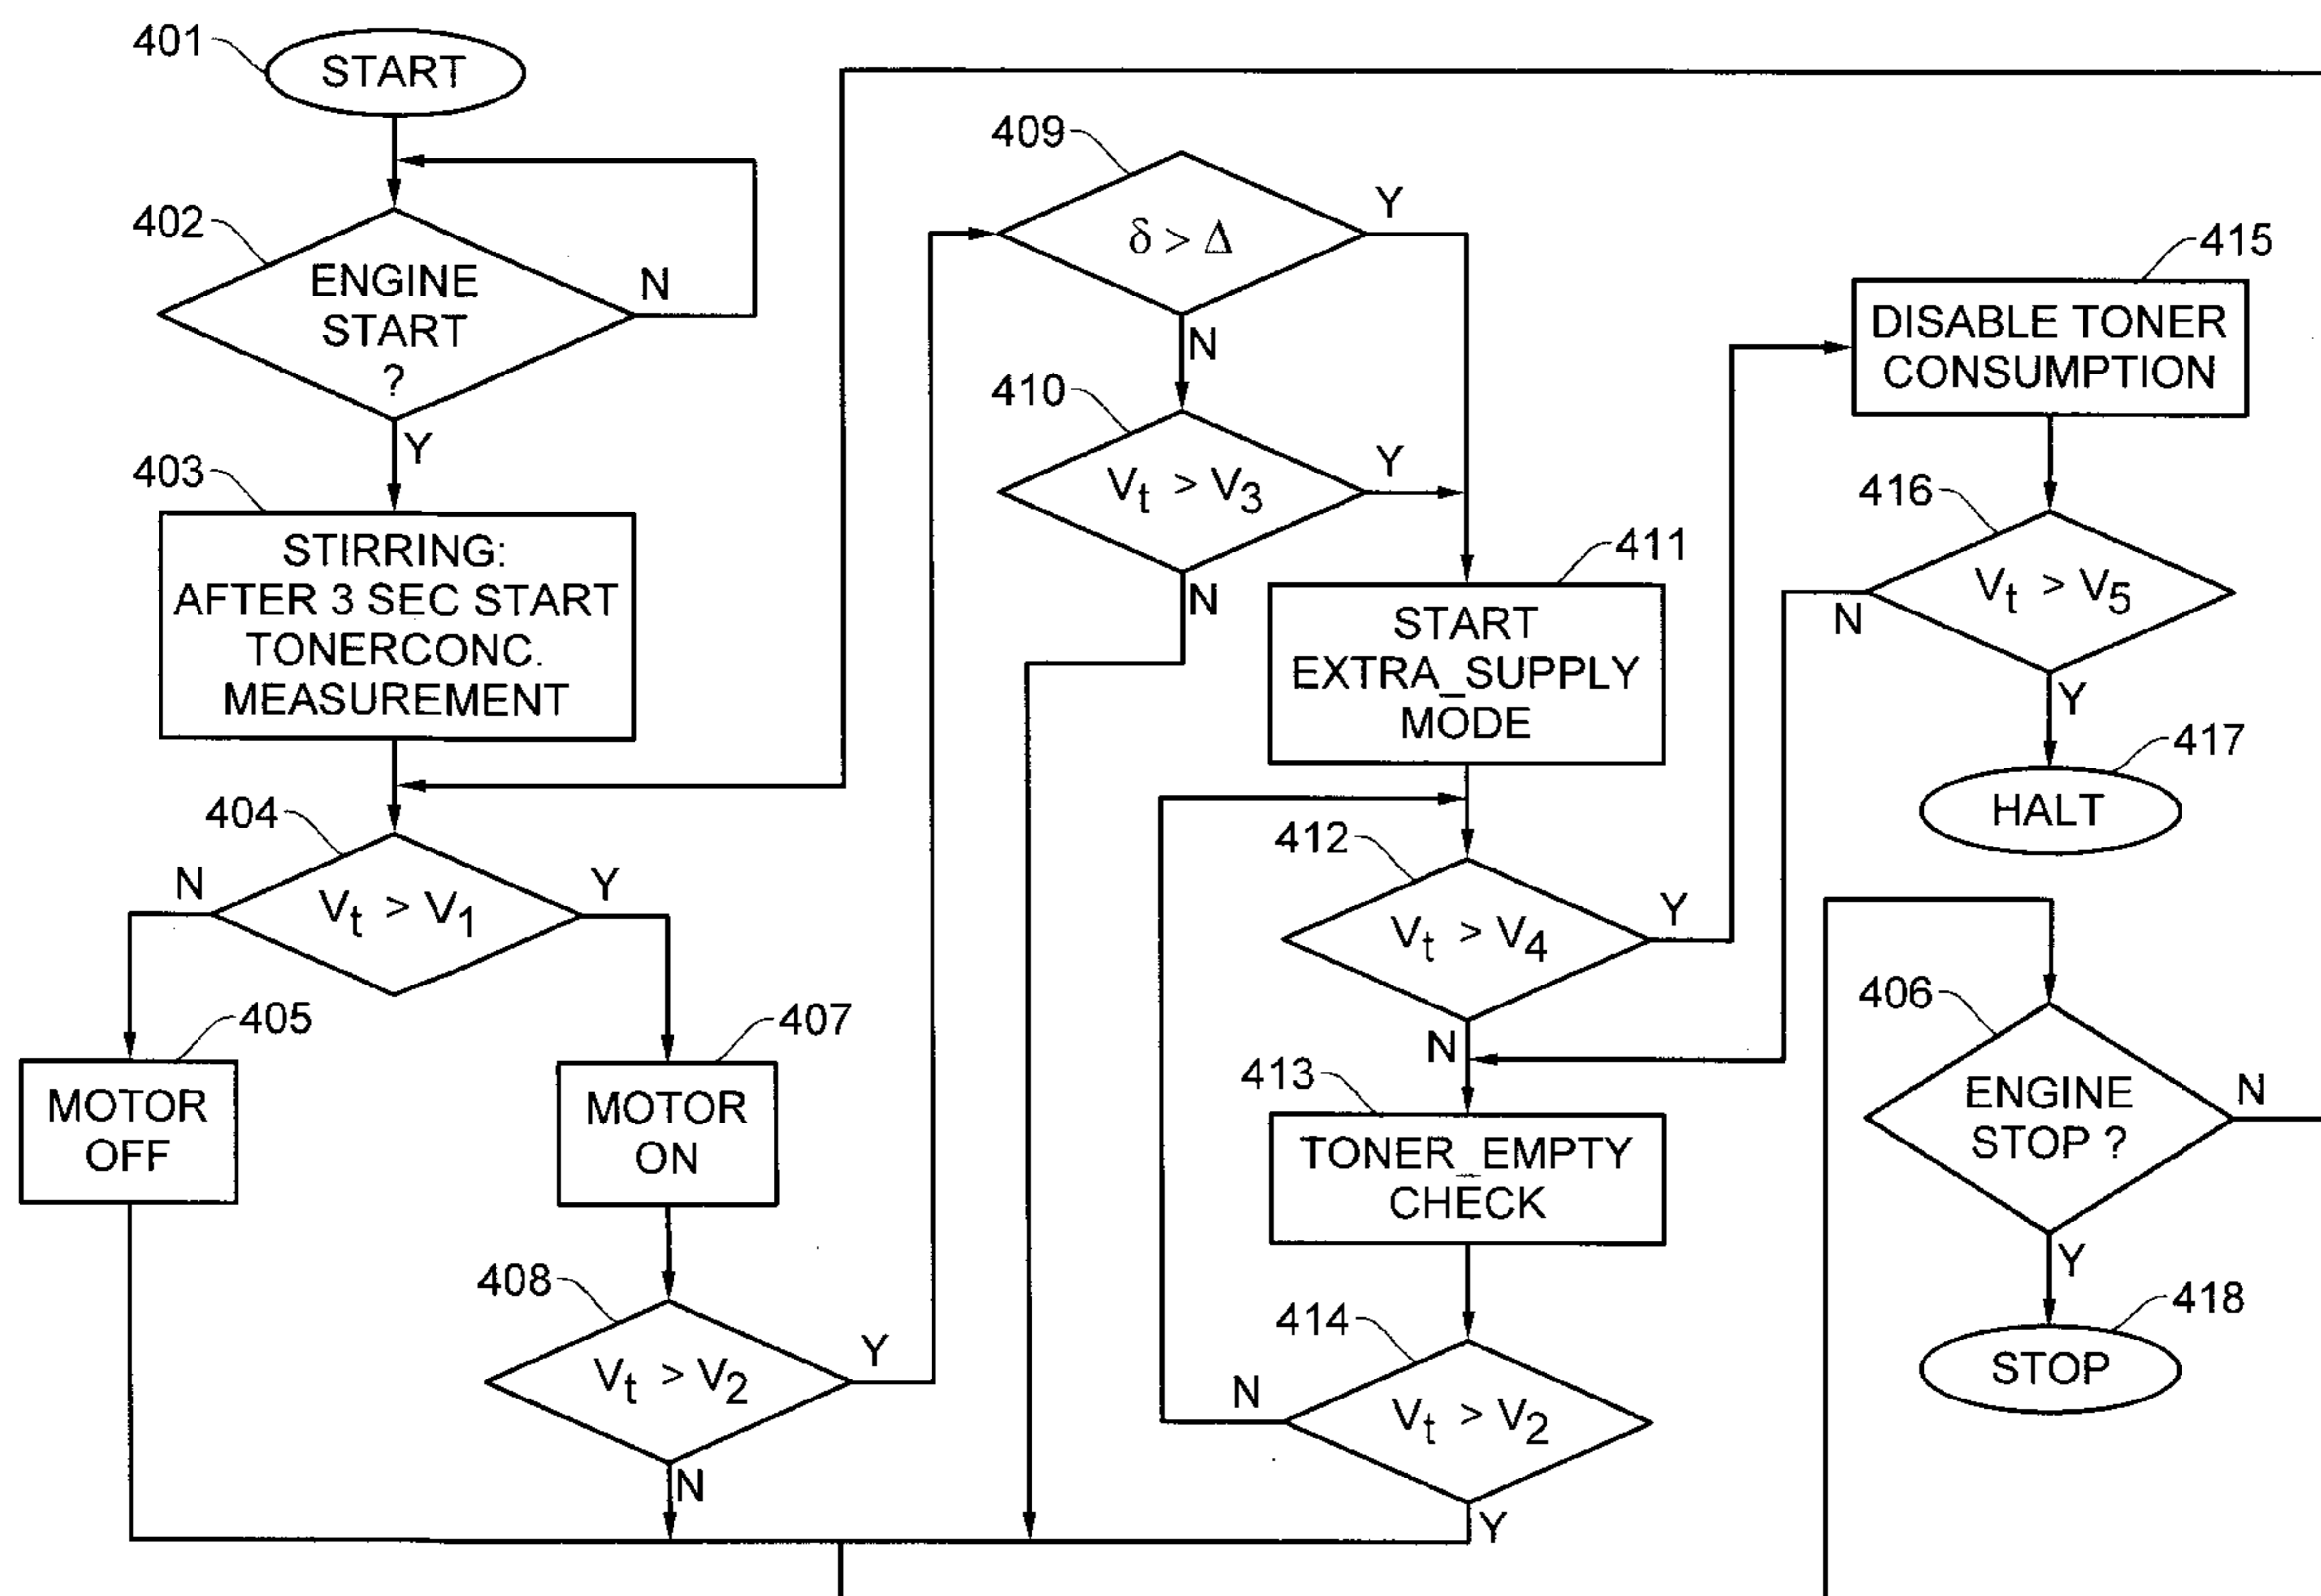 401
START
402
ENGINE
START
?
N
Y
403
STIRRING:
AFTER 3 SEC START
TONERCONC.
MEASUREMENT
404
N
Y
Vt > V1
405
MOTOR
OFF
407
MOTOR
ON
408
Vt > V2
Y
N
409
δ > Δ
Y
N
410
Vt > V3
Y
N
411
START
EXTRA_SUPPLY
MODE
412
Vt > V4
Y
N
413
TONER_EMPTY
CHECK
414
N
Vt > V2
Y
415
DISABLE TONER
CONSUMPTION
416
Vt > V5
N
Y
417
HALT
406
ENGINE
STOP ?
N
Y
418
STOP